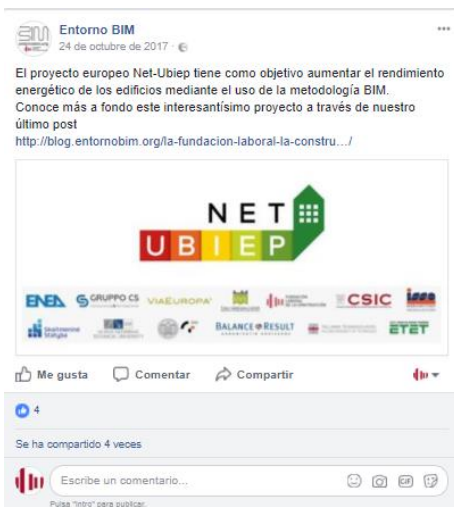 Entorno BIM
24 de octubre de 2017 ·
El proyecto europeo Net-Ubiep tiene como objetivo aumentar el rendimiento
energético de los edificios mediante el uso de la metodología BIM.
Conoce más a fondo este interesantísimo proyecto a través de nuestro
último post
http://blog.entornobim.org/la-fundacion-laboral-la-constru…/
NET
UBIEP
ENEA GRUPPO CS VIAEUROPA CSIC isso
BALANCE RESULT ETET
Me gusta Comentar Compartir
4
Se ha compartido 4 veces
Escribe un comentario...
GIF
Pulsa "Intro" para publicar.